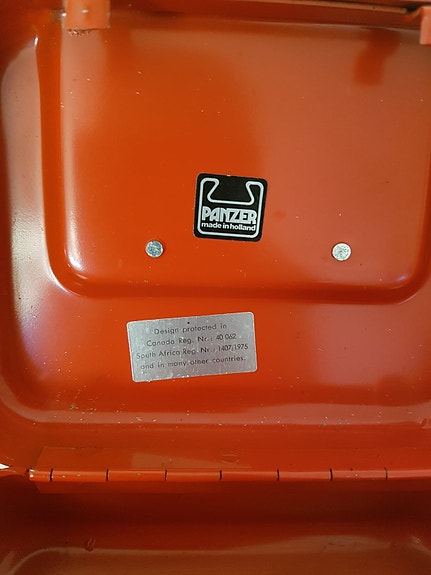 PANZER
made in holland
Design protected in
Canada Reg. Nr.: 40 062
South Africa Reg. Nr.: 1407/1975
and in many other countries.